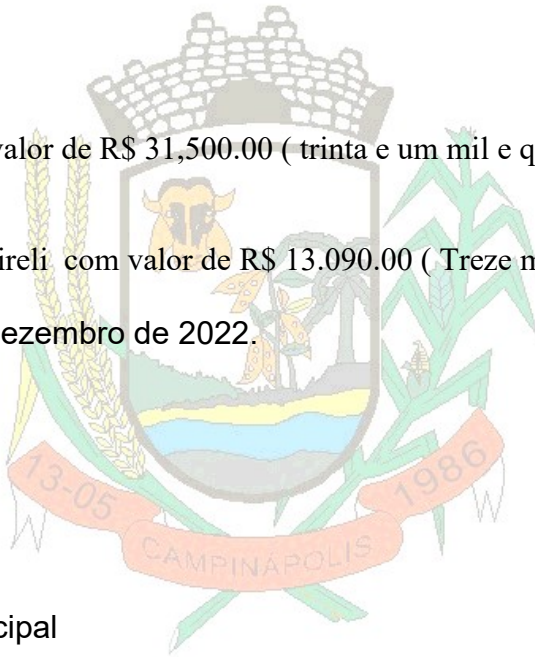 valor de R$ 31,500.00 ( trinta e um mil e q
ireli com valor de R$ 13.090.00 ( Treze m
ezembro de 2022.
13-05
1986
CAMPINÁPOLIS
cipal